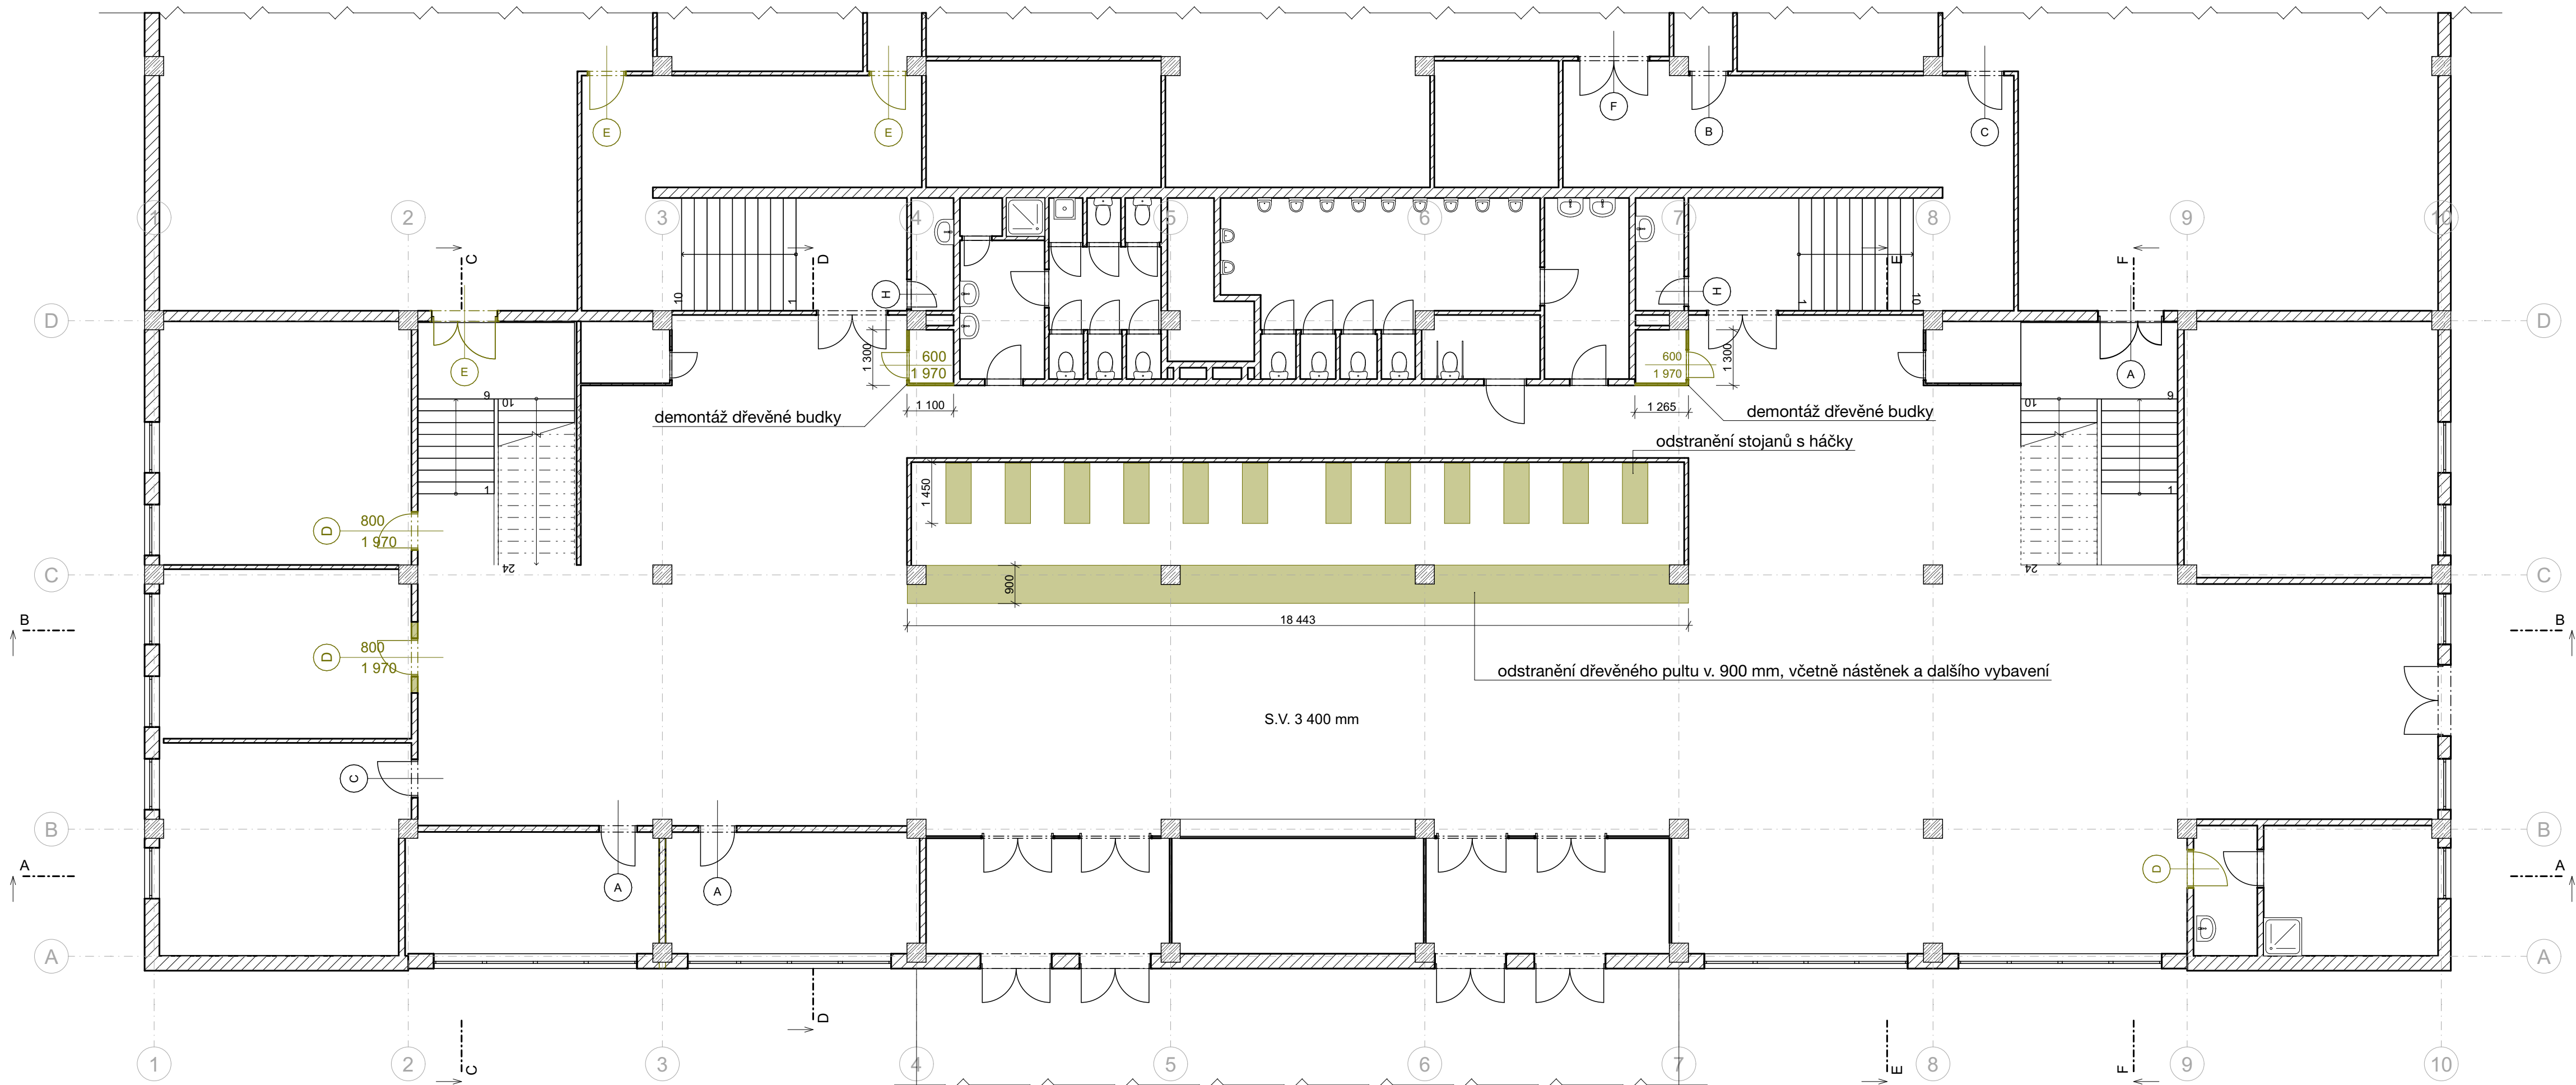 E
E
F
B
C
1
2
3
4
5
6
7
8
9
10
C
D
E
F
10
1
H
H
1
10
D
D
E
A
1 300
600
1 970
600
1 970
1 300
1 100
1 265
demontáž dřevěné budky
demontáž dřevěné budky
odstranění stojanů s háčky
9
10
10
9
1
1
1 450
D
800
1 970
24
24
C
C
900
B
B
18 443
D
800
1 970
odstranění dřevěného pultu v. 900 mm, včetně nástěnek a dalšího vybavení
S.V. 3 400 mm
C
B
B
A
A
A
A
D
A
A
D
C
E
F
1
2
3
4
5
6
7
8
9
10